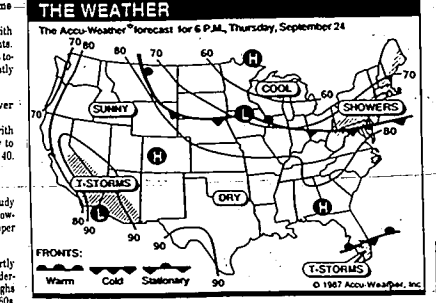 THE WEATHER
The Accu-Weather® forecast for 6 P.M., Thursday, September 24
70 80 80 70 60 H
COOL
70
SUNNY
60
SHOWERS
70
L
80
H
T-STORMS
DRY
H
80
L
90
90
90
90
FRONTS:
Warm Cold Stationary
T-STORMS
© 1987 Accu-Weather, Inc.